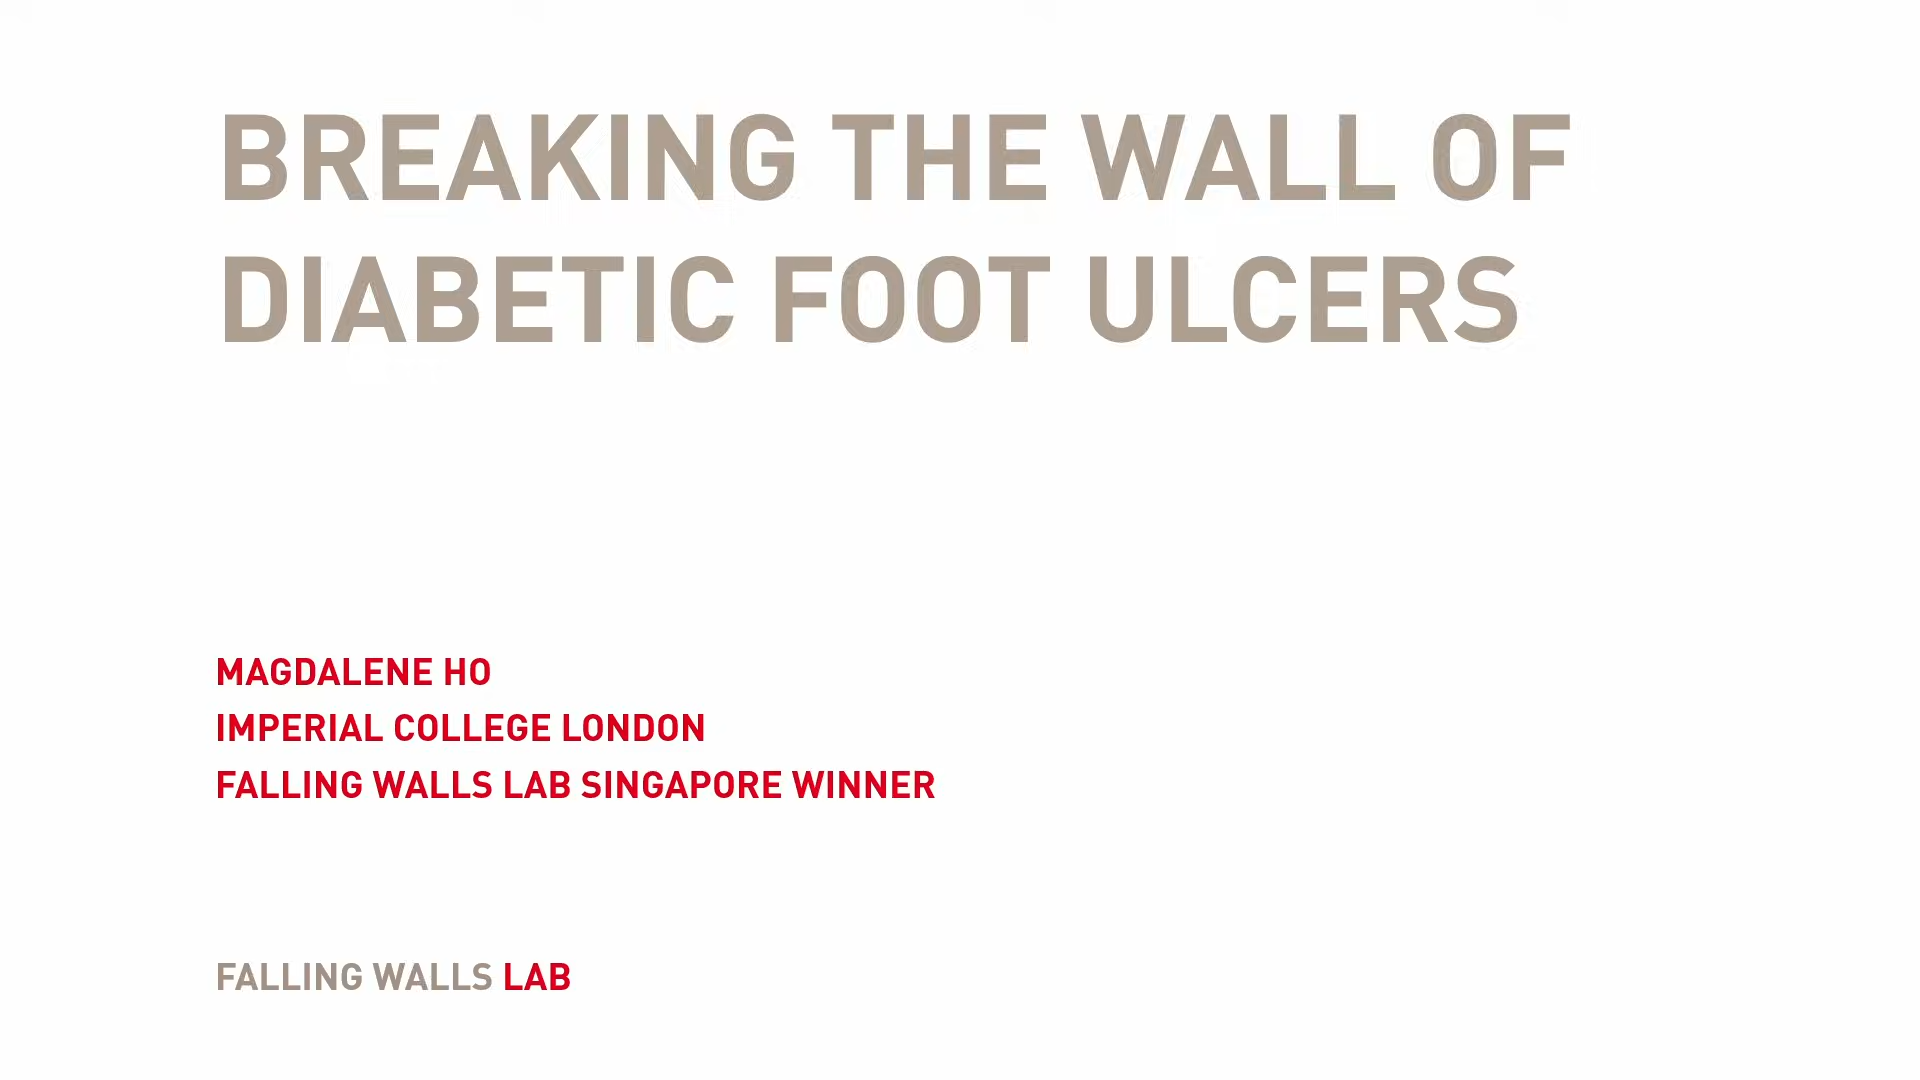 BREAKING THE WALL OF
DIABETIC FOOT ULCERS
MAGDALENE HO
IMPERIAL COLLEGE LONDON
FALLING WALLS LAB SINGAPORE WINNER
FALLING WALLS LAB